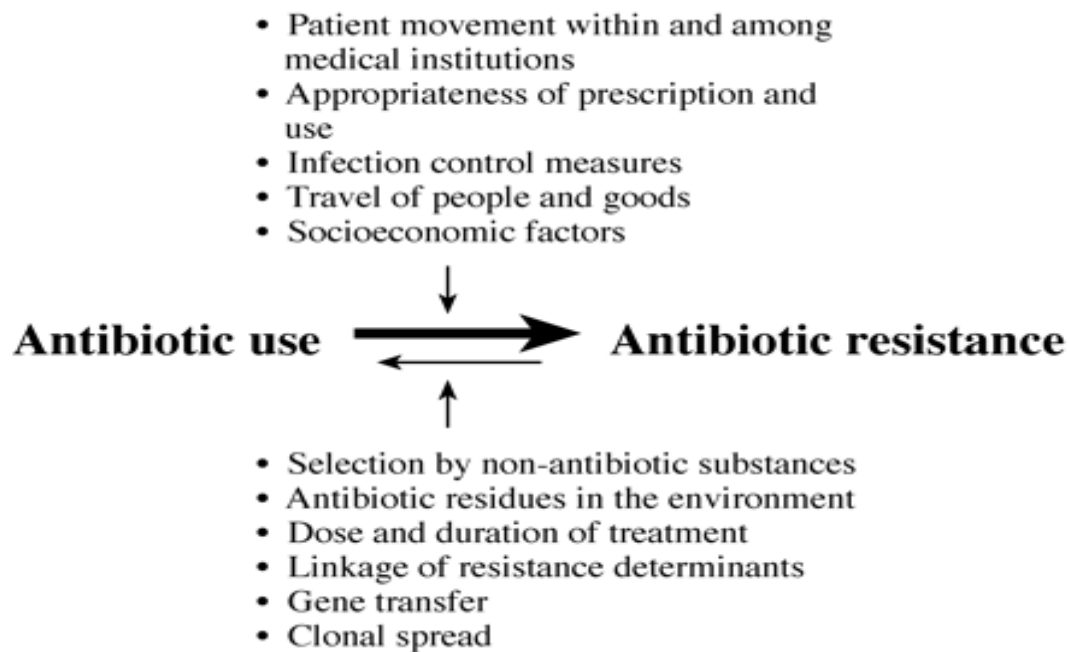 • Patient movement within and among
medical institutions
• Appropriateness of prescription and
use
• Infection control measures
• Travel of people and goods
• Socioeconomic factors
Antibiotic use
Antibiotic resistance
• Selection by non-antibiotic substances
• Antibiotic residues in the environment
• Dose and duration of treatment
• Linkage of resistance determinants
• Gene transfer
• Clonal spread